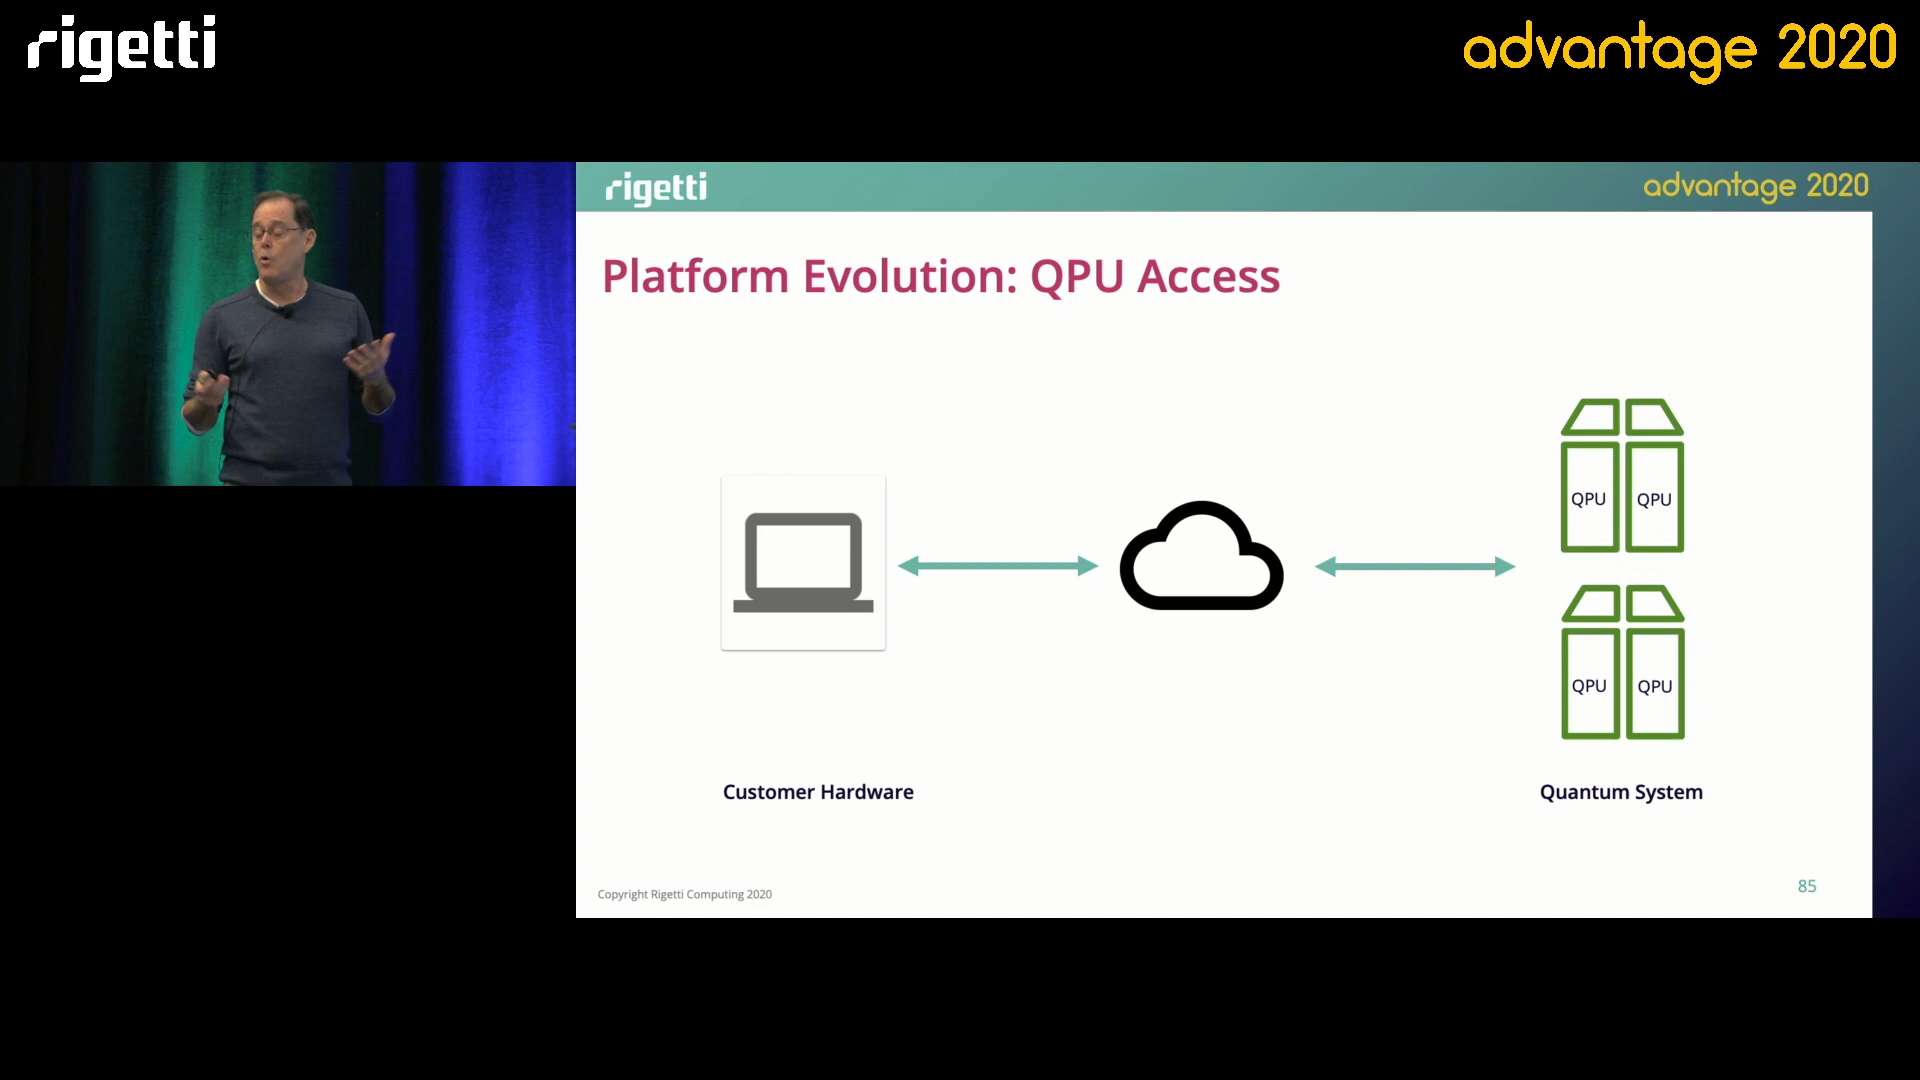 rigetti
advantage 2020
rigetti
advantage 2020
Platform Evolution: QPU Access
QPU QPU
QPU QPU
Customer Hardware
Quantum System
Copyright Rigetti Computing 2020
85